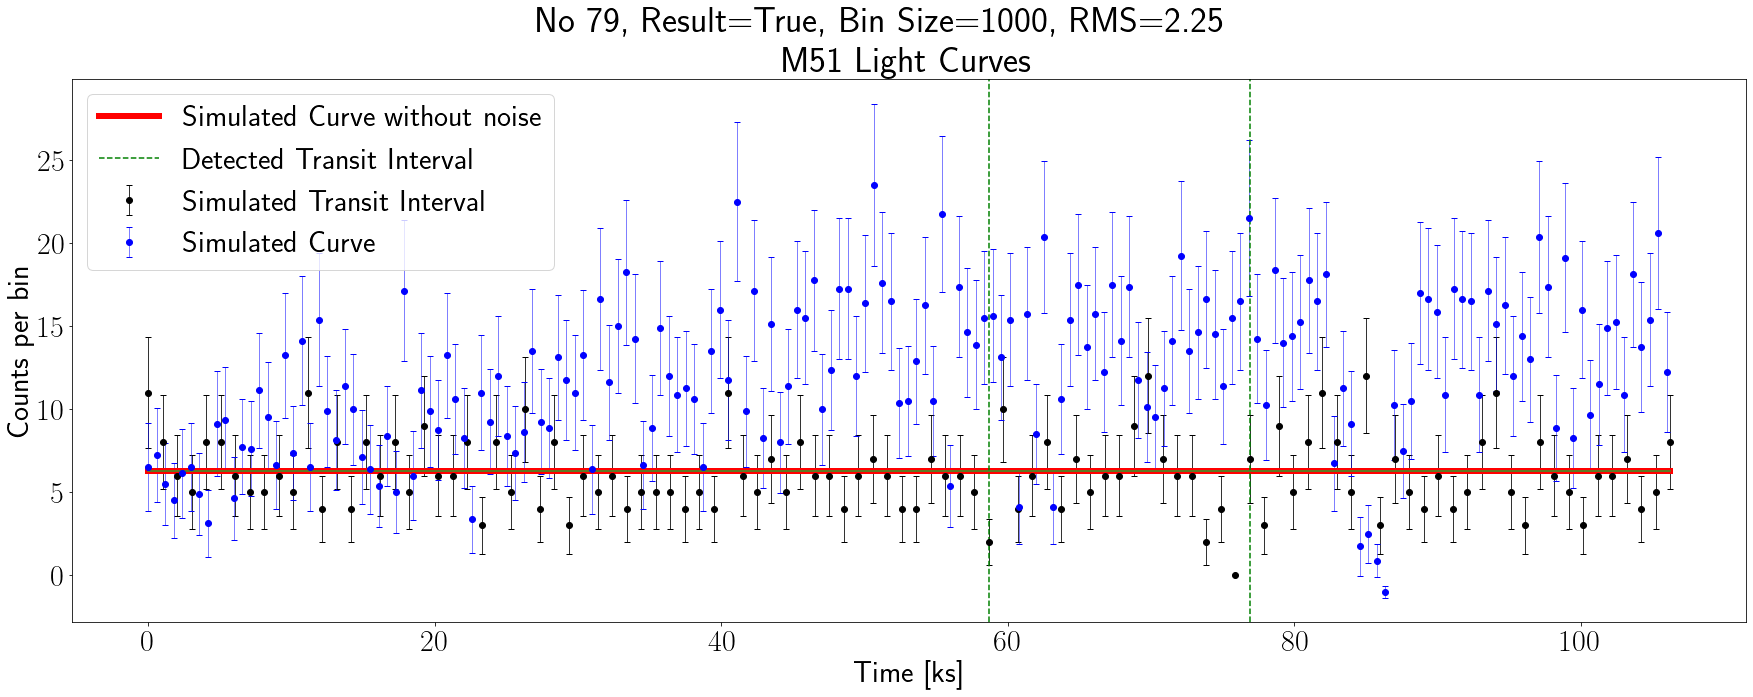 No 79, Result=True, Bin Size=1000, RMS=2.25
M51 Light Curves
Simulated Curve without noise
Detected Transit Interval
Simulated Transit Interval
Simulated Curve
Counts per bin
25
20
15
10
5
0
0 20 40 60 80 100
Time [ks]